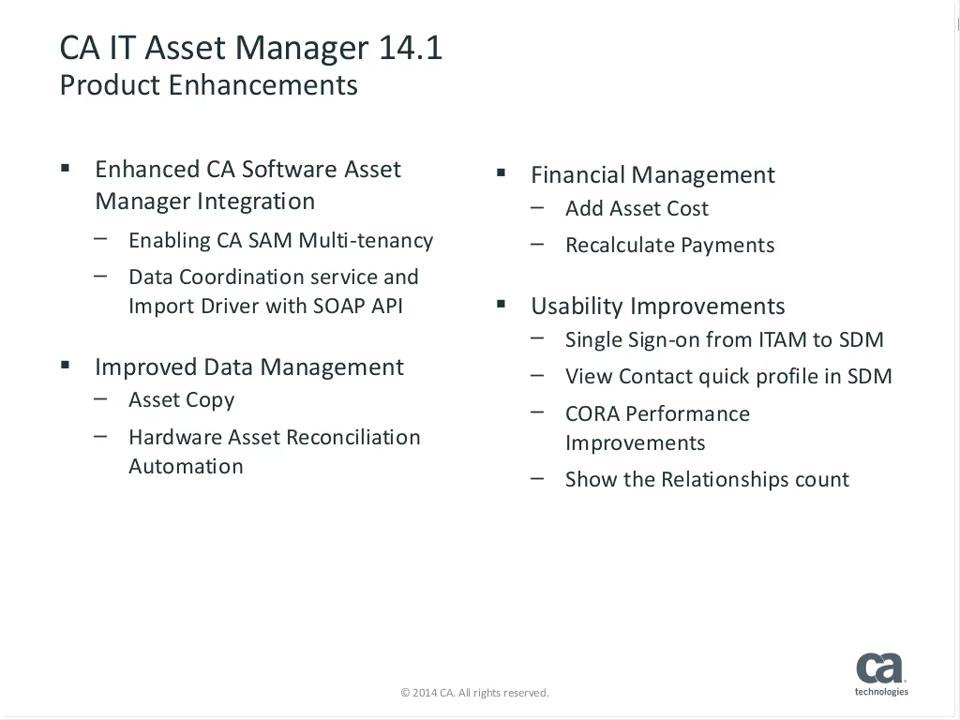 CA IT Asset Manager 14.1
Product Enhancements
▪ Enhanced CA Software Asset
Manager Integration
– Enabling CA SAM Multi-tenancy
– Data Coordination service and
Import Driver with SOAP API
▪ Improved Data Management
– Asset Copy
– Hardware Asset Reconciliation
Automation
▪ Financial Management
– Add Asset Cost
– Recalculate Payments
▪ Usability Improvements
– Single Sign-on from ITAM to SDM
– View Contact quick profile in SDM
– CORA Performance
Improvements
– Show the Relationships count
© 2014 CA. All rights reserved.
ca
technologies